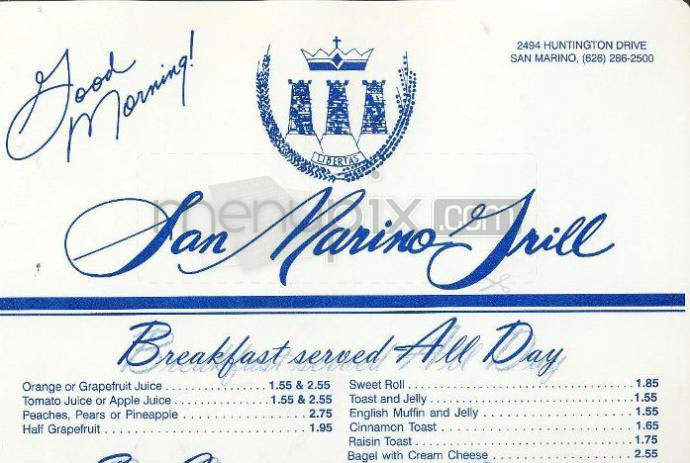 Good Morning!
2494 HUNTINGTON DRIVE
SAN MARINO, (626) 286-2500
LIBERTAS
menupix.com
San Marino Grill
Breakfast served All Day
Orange or Grapefruit Juice ........................ 1.55 & 2.55
Tomato Juice or Apple Juice ...................... 1.55 & 2.55
Peaches, Pears or Pineapple ............................ 2.75
Half Grapefruit .......................................... 1.95
Sweet Roll ................................................ 1.85
Toast and Jelly ........................................... 1.55
English Muffin and Jelly .................................. 1.55
Cinnamon Toast ........................................... 1.65
Raisin Toast .............................................. 1.75
Bagel with Cream Cheese ................................. 2.55